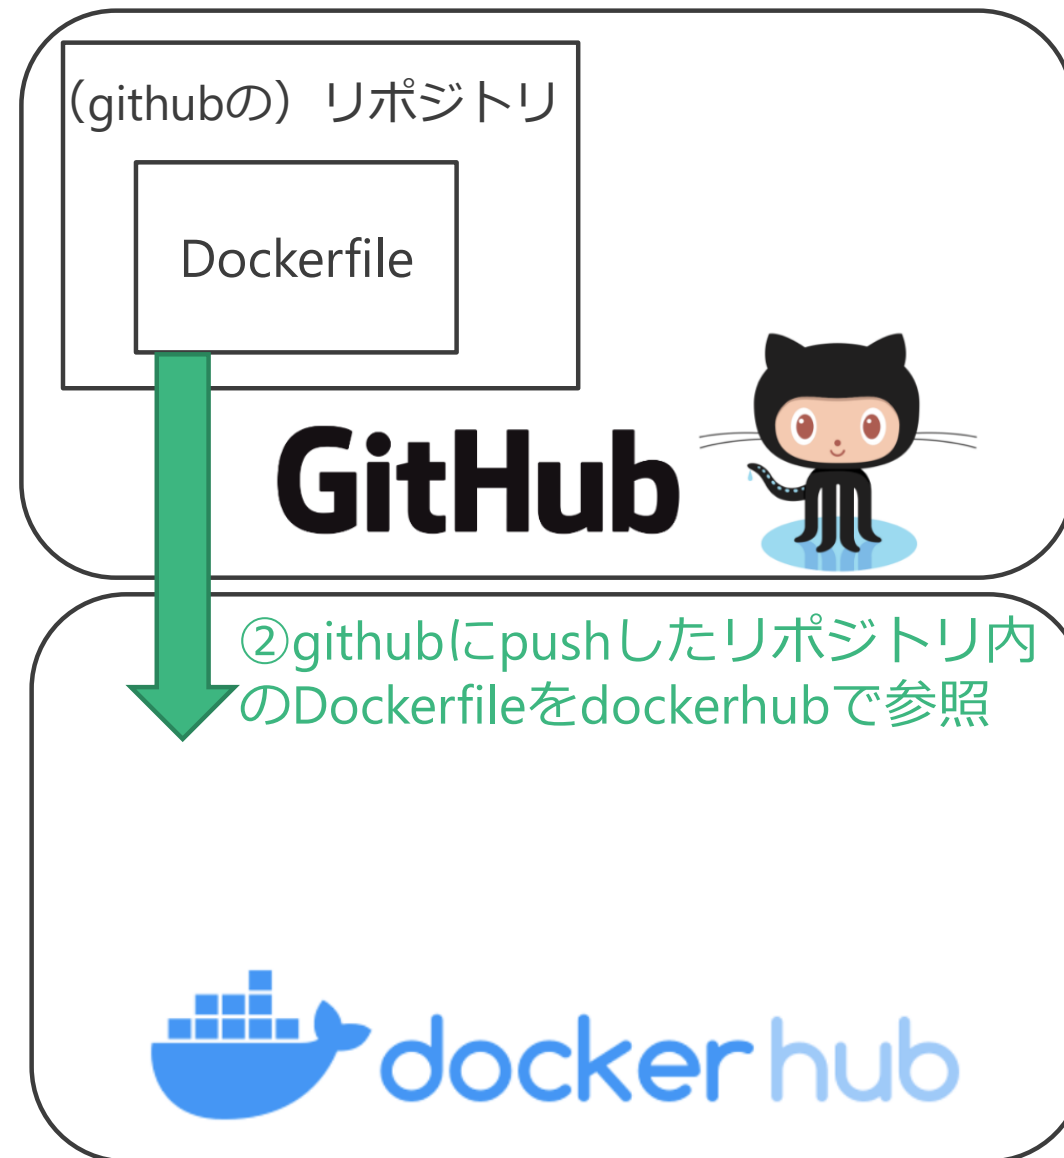 （githubの）リポジトリ
Dockerfile
GitHub
②githubにpushしたリポジトリ内
のDockerfileをdockerhubで参照
docker hub